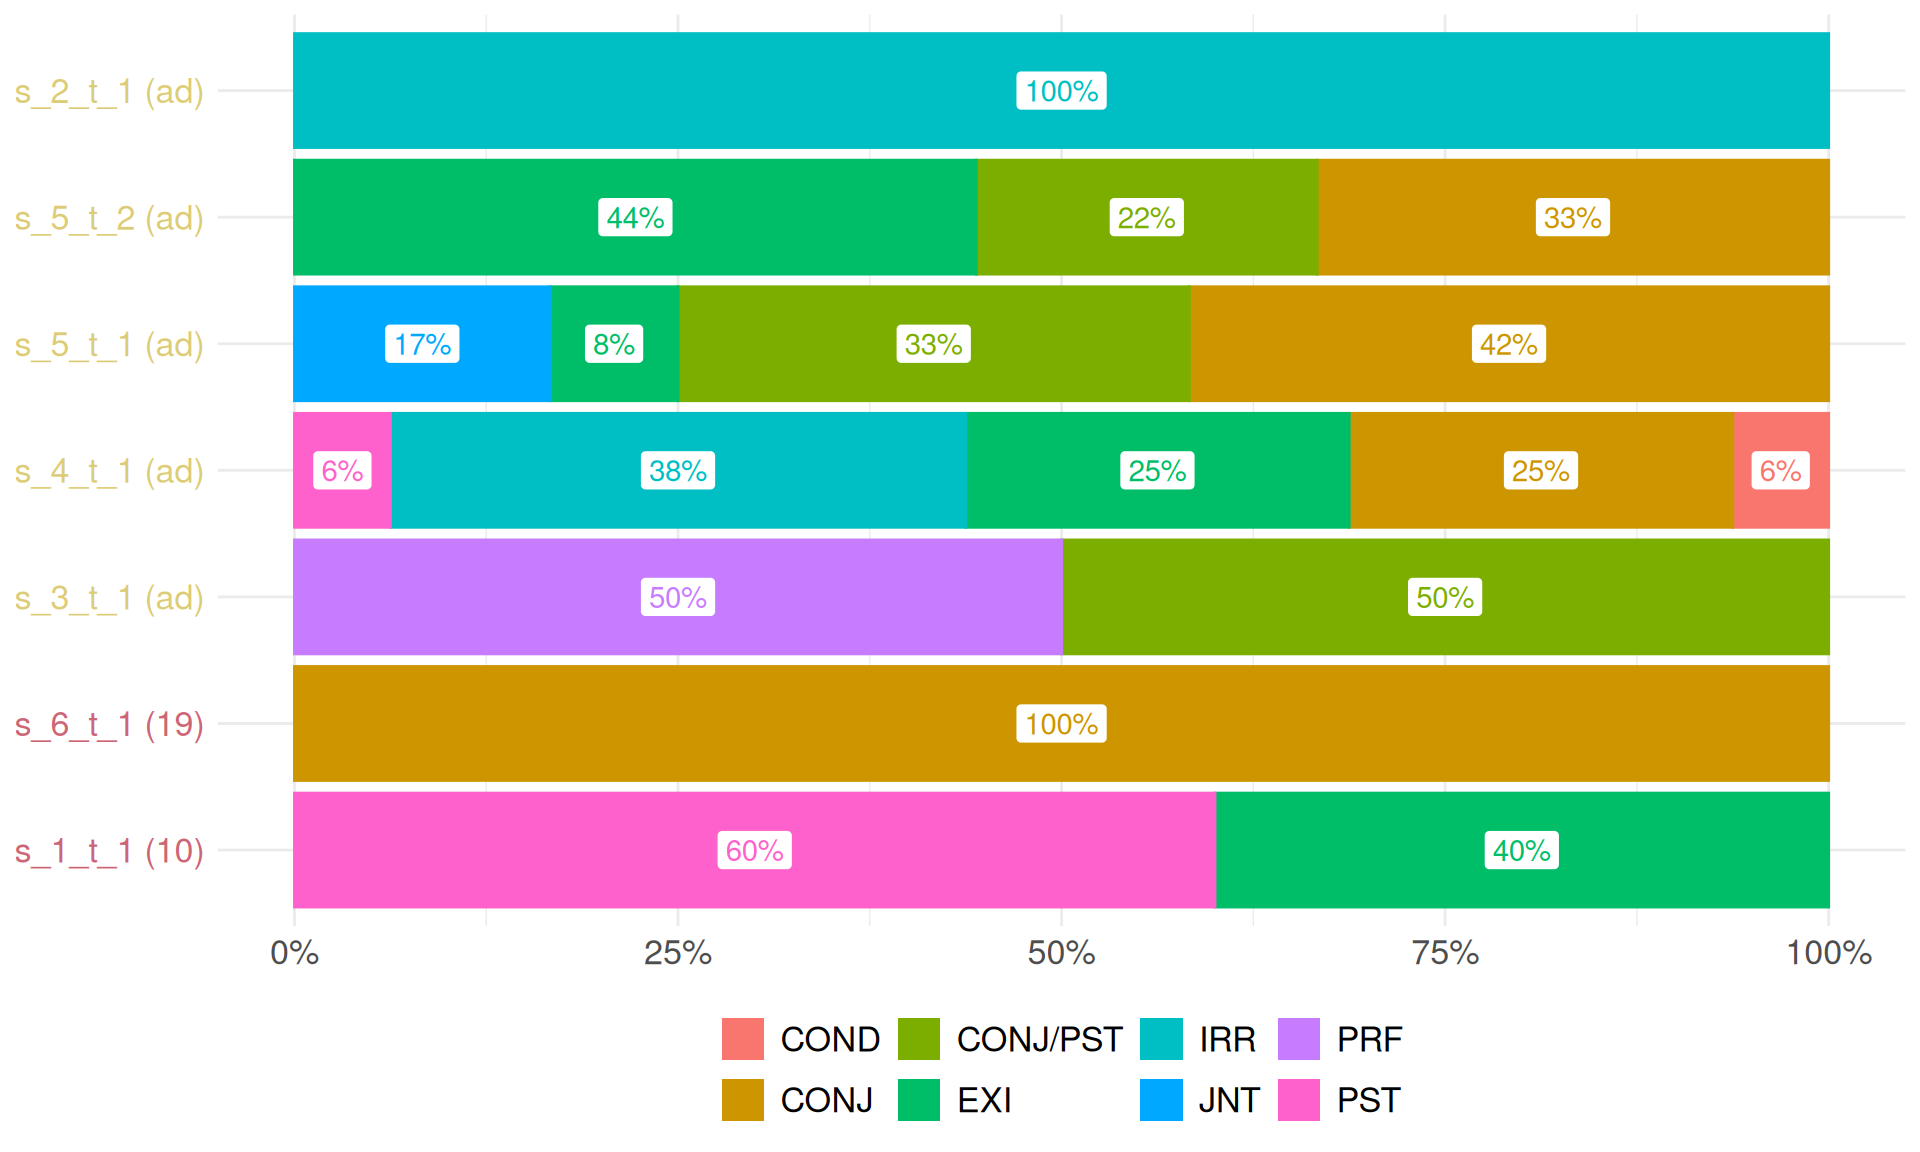 s_2_t_1 (ad) 100%
s_5_t_2 (ad) 44% 22% 33%
s_5_t_1 (ad) 17% 8% 33% 42%
s_4_t_1 (ad) 6% 38% 25% 25% 6%
s_3_t_1 (ad) 50% 50%
s_6_t_1 (19) 100%
s_1_t_1 (10) 60% 40%
0% 25% 50% 75% 100%
COND CONJ/PST IRR PRF
CONJ EXI JNT PST